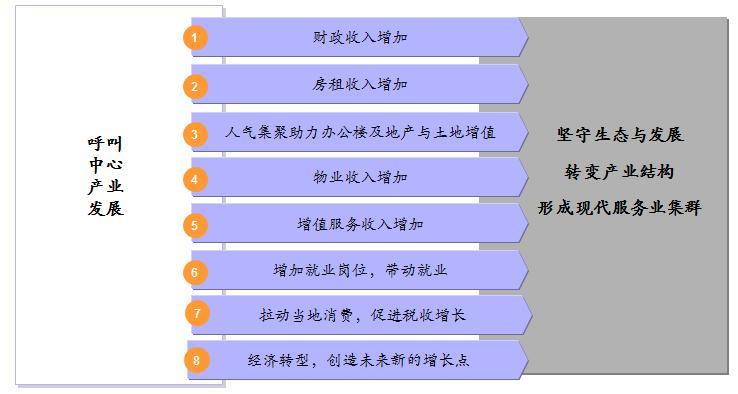 呼叫
中心
产业
发展
1 财政收入增加
2 房租收入增加
3 人气集聚助力办公楼及地产与土地增值
4 物业收入增加
5 增值服务收入增加
6 增加就业岗位，带动就业
7 拉动当地消费，促进税收增长
8 经济转型，创造未来新的增长点
坚守生态与发展
转变产业结构
形成现代服务业集群